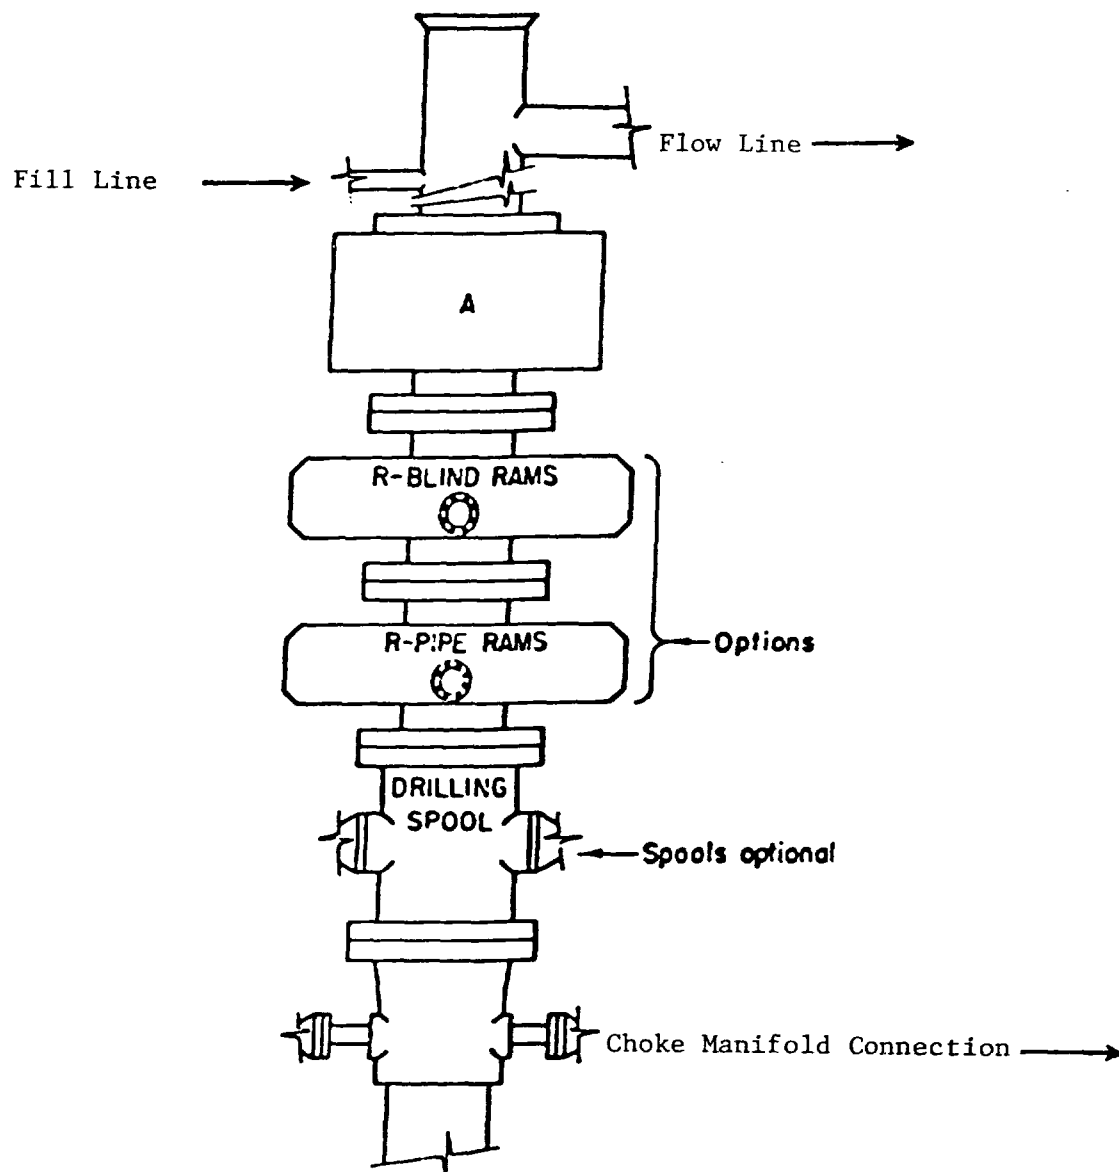 Flow Line
Fill Line
A
R-BLIND RAMS
R-PIPE RAMS
Options
DRILLING
SPOOL
Spools optional
Choke Manifold Connection